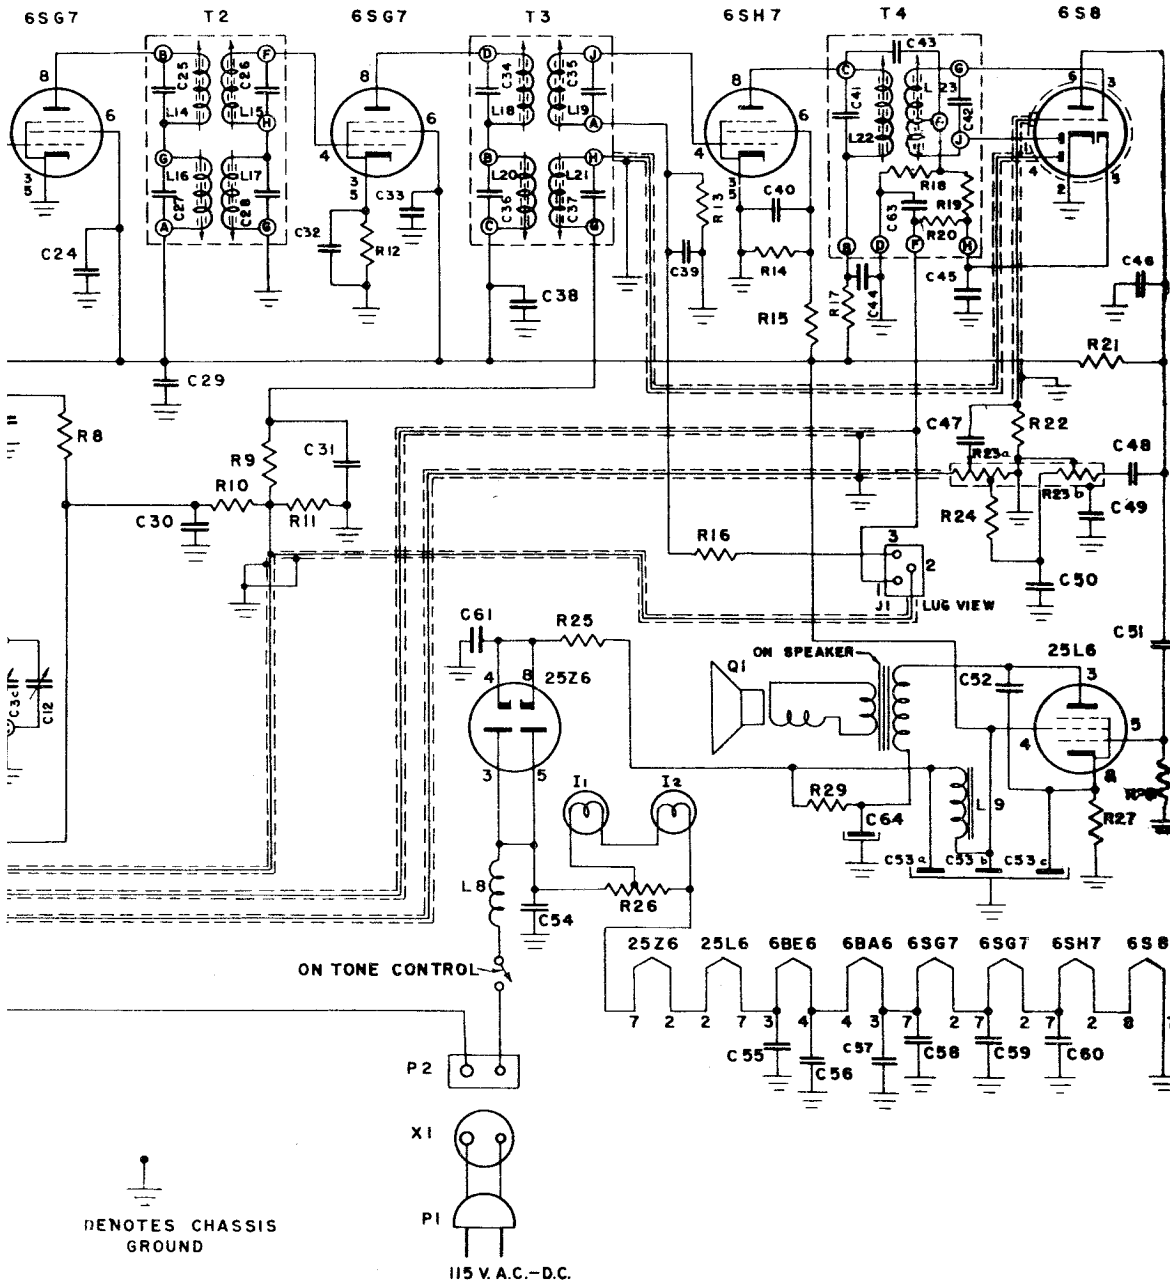 6SG7 T2 6SG7 T3 6SH7 T4 6S8
8 B F 8 D J 8 C C43 G 6 3
C25 C26 C34 C35 C41 L23
6 L14 L15 6 L18 L19 6 L22 C42
H A J
4 4 4
G L16 L17 B H R18 5
3 5 L20 L21 3 5 C40 R13 2
C27 C28 C33 C36 C37 C63 R19
A G C32 R12 C G R20
C24 C39 R14 B D F H C45 C46
C38 R17 C44
R15 R21
C29
R8 C31 C47 R22 C48
R9 R23a
R10 R23b
C30 R11 R24 C49
R16 3 2
C50
J1 LUG VIEW
C61 R25 C51
ON SPEAKER 25L6
C3c C12 4 8 25Z6 Q1 C52 3
4 5
3 5 I1 I2 8
R29 L9 R27
C64
L8 C53a C53b C53c
R26
C54
25Z6 25L6 6BE6 6BA6 6SG7 6SG7 6SH7 6S8
ON TONE CONTROL
7 2 2 7 3 4 4 3 7 2 7 2 7 2 8 7
C55 C56 C57 C58 C59 C60
P2
X1
P1
DENOTES CHASSIS
GROUND
115 V. A.C.-D.C.